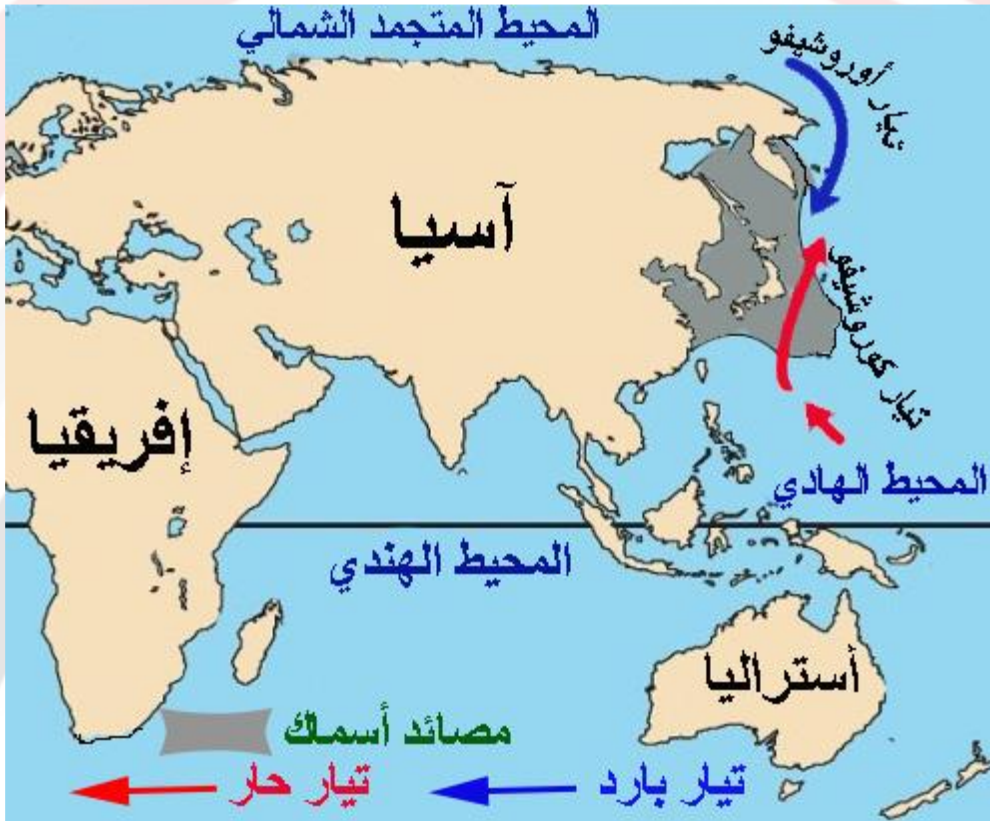 المحيط المتجمد الشمالي
تيار أوروشيفو
آسيا
تيار كوروشيفو
إفريقيا
المحيط الهادي
المحيط الهندي
أستراليا
مصائد أسماك
تيار بارد
تيار حار